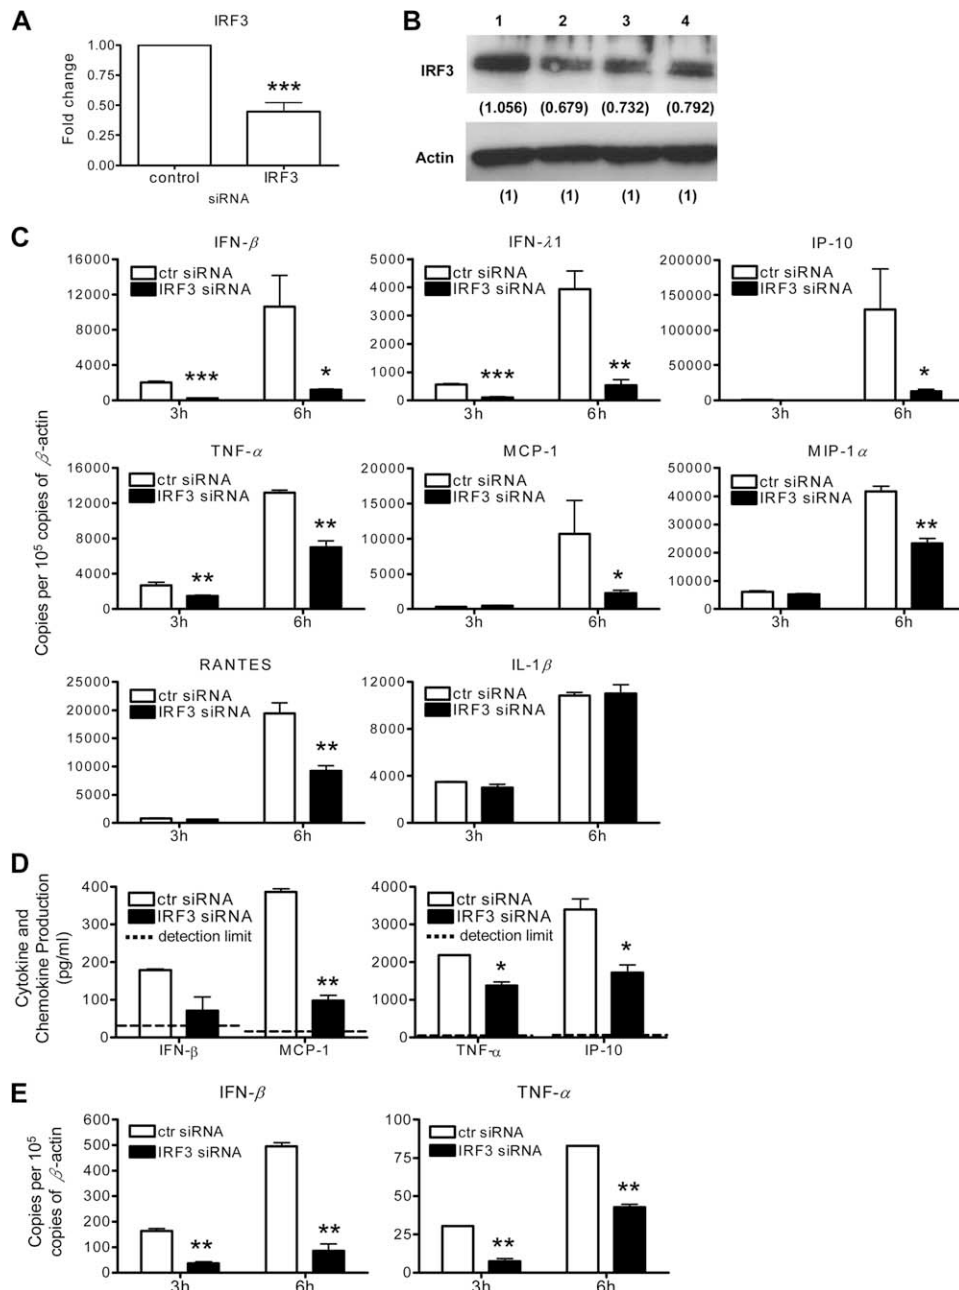 A
IRF3
Fold change
1.00
0.75
0.50
0.25
0.00
***
control
IRF3
siRNA
B
1 2 3 4
IRF3
(1.056) (0.679) (0.732) (0.792)
Actin
(1) (1) (1) (1)
C
Copies per 10⁵ copies of β-actin
IFN-β
ctr siRNA
IRF3 siRNA
16000
12000
8000
4000
0
***
*
3h
6h
IFN-λ1
ctr siRNA
IRF3 siRNA
5000
4000
3000
2000
1000
0
***
**
3h
6h
IP-10
ctr siRNA
IRF3 siRNA
200000
150000
100000
50000
0
*
3h
6h
TNF-α
ctr siRNA
IRF3 siRNA
16000
12000
8000
4000
0
**
**
3h
6h
MCP-1
ctr siRNA
IRF3 siRNA
20000
15000
10000
5000
0
*
3h
6h
MIP-1α
ctr siRNA
IRF3 siRNA
50000
40000
30000
20000
10000
0
**
3h
6h
RANTES
ctr siRNA
IRF3 siRNA
25000
20000
15000
10000
5000
0
**
3h
6h
IL-1β
ctr siRNA
IRF3 siRNA
12000
8000
4000
0
3h
6h
D
Cytokine and
Chemokine Production
(pg/ml)
400
300
200
100
0
ctr siRNA
IRF3 siRNA
detection limit
**
IFN-β
MCP-1
4000
3000
2000
1000
0
ctr siRNA
IRF3 siRNA
detection limit
*
*
TNF-α
IP-10
E
Copies per 10⁵
copies of β-actin
IFN-β
ctr siRNA
IRF3 siRNA
600
500
400
300
200
100
0
**
**
3h
6h
TNF-α
ctr siRNA
IRF3 siRNA
100
75
50
25
0
**
**
3h
6h